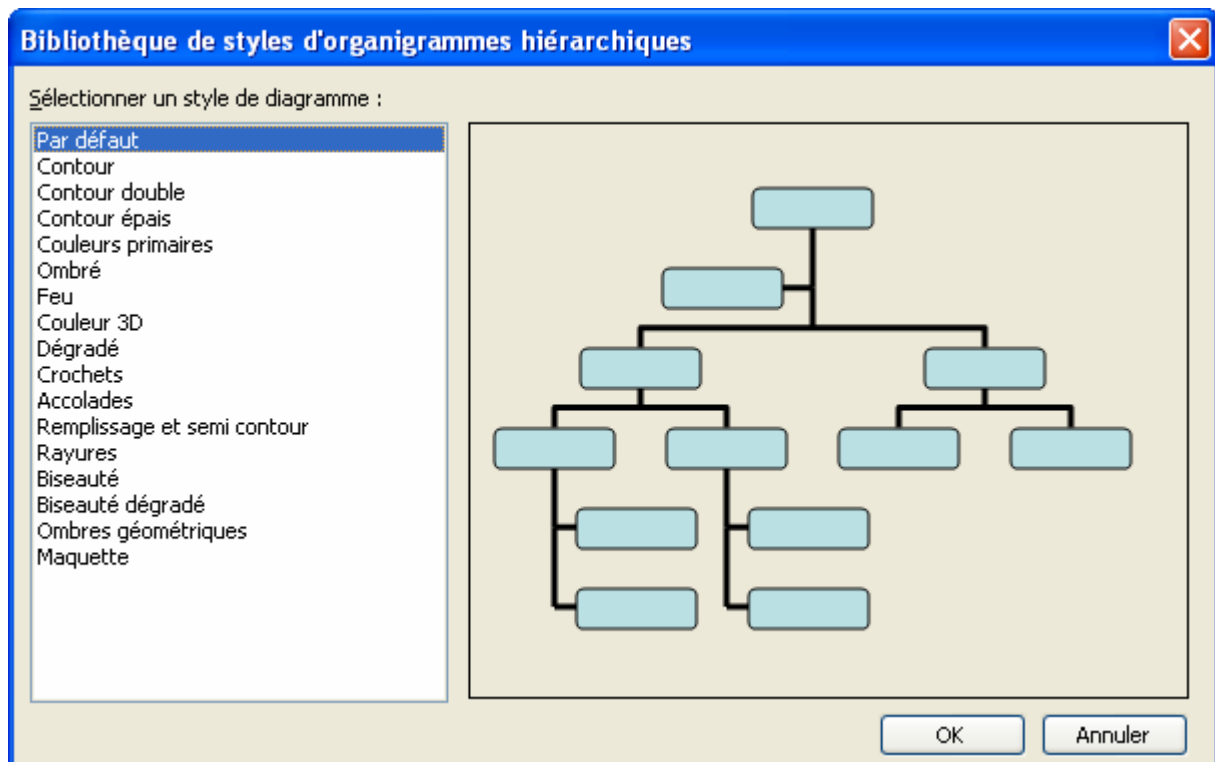 Bibliothèque de styles d'organigrammes hiérarchiques
Sélectionner un style de diagramme :
Par défaut
Contour
Contour double
Contour épais
Couleurs primaires
Ombré
Feu
Couleur 3D
Dégradé
Crochets
Accolades
Remplissage et semi contour
Rayures
Biseauté
Biseauté dégradé
Ombres géométriques
Maquette
OK
Annuler